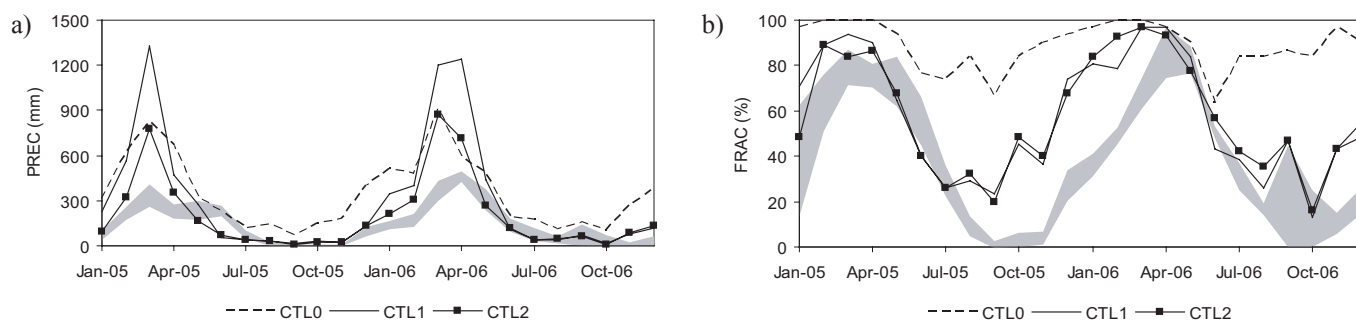 a)
PREC (mm)
1500
1200
900
600
300
0
Jan-05 Apr-05 Jul-05 Oct-05 Jan-06 Apr-06 Jul-06 Oct-06
CTL0 CTL1 CTL2
b)
FRAC (%)
100
80
60
40
20
0
Jan-05 Apr-05 Jul-05 Oct-05 Jan-06 Apr-06 Jul-06 Oct-06
CTL0 CTL1 CTL2